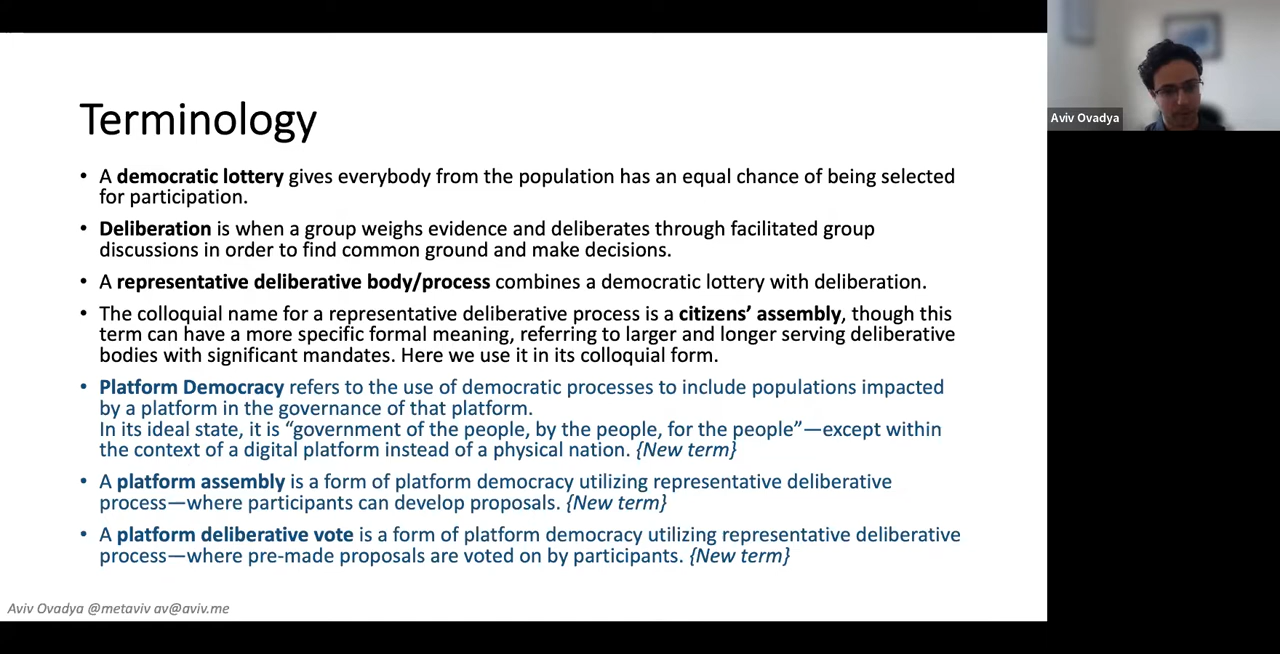 Terminology
• A democratic lottery gives everybody from the population has an equal chance of being selected
for participation.
• Deliberation is when a group weighs evidence and deliberates through facilitated group
discussions in order to find common ground and make decisions.
• A representative deliberative body/process combines a democratic lottery with deliberation.
• The colloquial name for a representative deliberative process is a citizens’ assembly, though this
term can have a more specific formal meaning, referring to larger and longer serving deliberative
bodies with significant mandates. Here we use it in its colloquial form.
• Platform Democracy refers to the use of democratic processes to include populations impacted
by a platform in the governance of that platform.
In its ideal state, it is “government of the people, by the people, for the people”—except within
the context of a digital platform instead of a physical nation. {New term}
• A platform assembly is a form of platform democracy utilizing representative deliberative
process—where participants can develop proposals. {New term}
• A platform deliberative vote is a form of platform democracy utilizing representative deliberative
process—where pre-made proposals are voted on by participants. {New term}
Aviv Ovadya @metaviv av@aviv.me
Aviv Ovadya